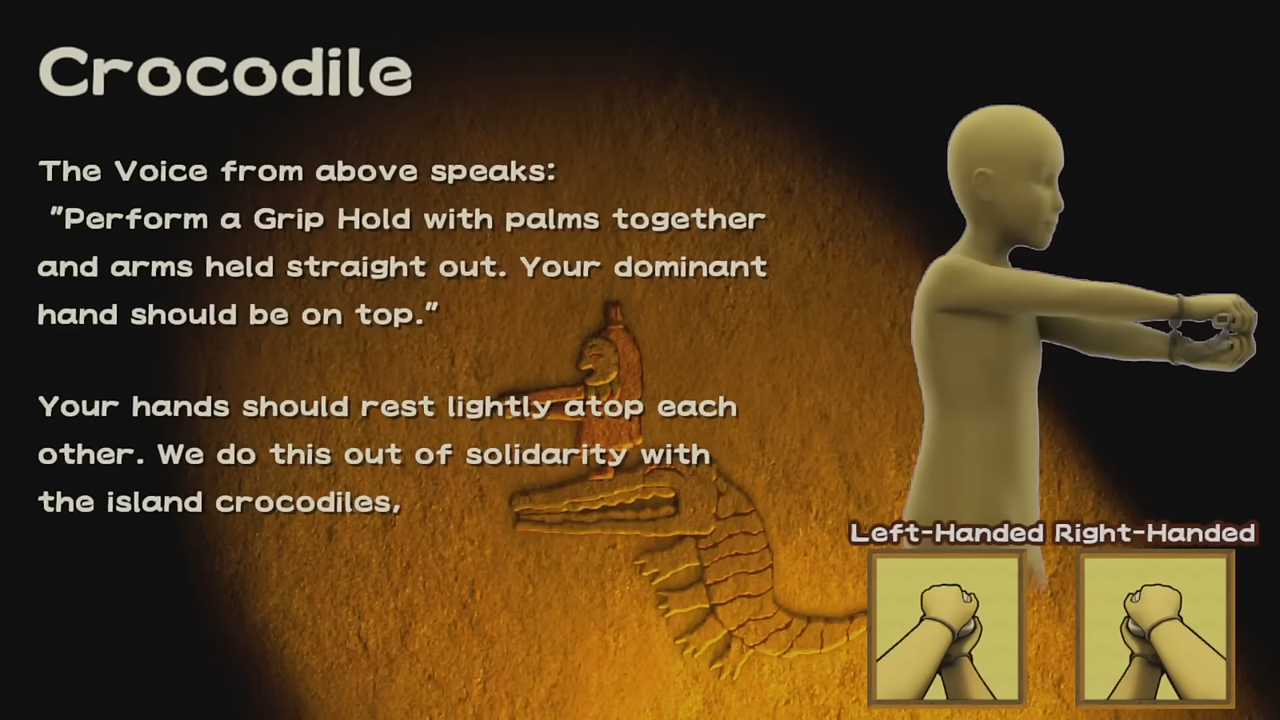 Crocodile
The Voice from above speaks:
"Perform a Grip Hold with palms together
and arms held straight out. Your dominant
hand should be on top."
Your hands should rest lightly atop each
other. We do this out of solidarity with
the island crocodiles,
Left-Handed Right-Handed